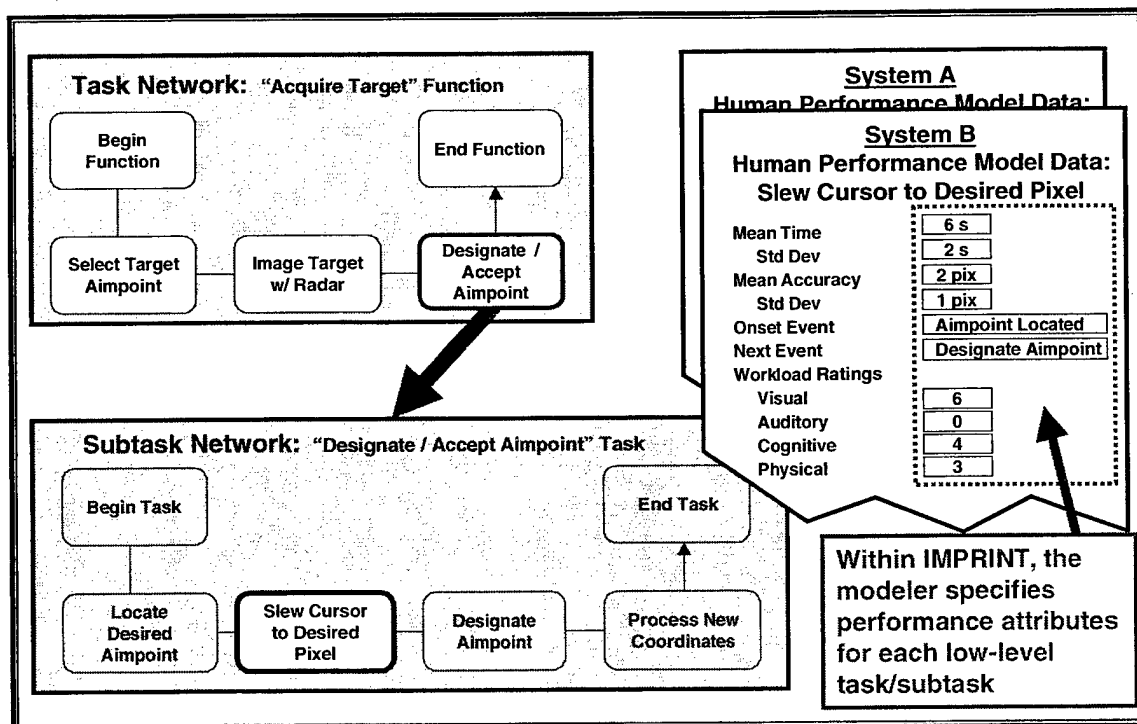 Task Network: "Acquire Target" Function
Begin
Function
End Function
Select Target
Aimpoint
Image Target
w/ Radar
Designate /
Accept
Aimpoint
Subtask Network: "Designate / Accept Aimpoint" Task
Begin Task
End Task
Locate
Desired
Aimpoint
Slew Cursor
to Desired
Pixel
Designate
Aimpoint
Process New
Coordinates
System A
Human Performance Model Data:
System B
Human Performance Model Data:
Slew Cursor to Desired Pixel
Mean Time 6 s
Std Dev 2 s
Mean Accuracy 2 pix
Std Dev 1 pix
Onset Event Aimpoint Located
Next Event Designate Aimpoint
Workload Ratings
Visual 6
Auditory 0
Cognitive 4
Physical 3
Within IMPRINT, the
modeler specifies
performance attributes
for each low-level
task/subtask